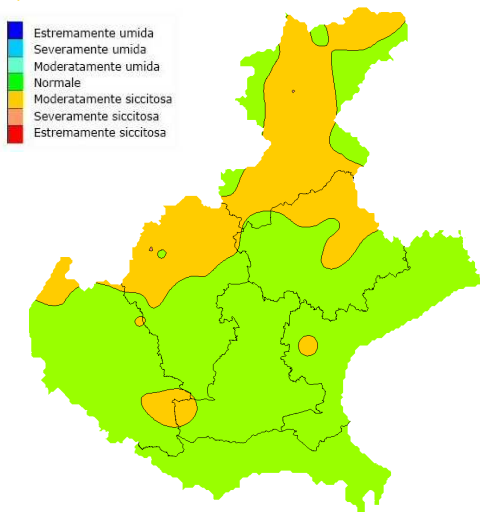 Estremamente umida
Severamente umida
Moderatamente umida
Normale
Moderatamente siccitosa
Severamente siccitosa
Estremamente siccitosa